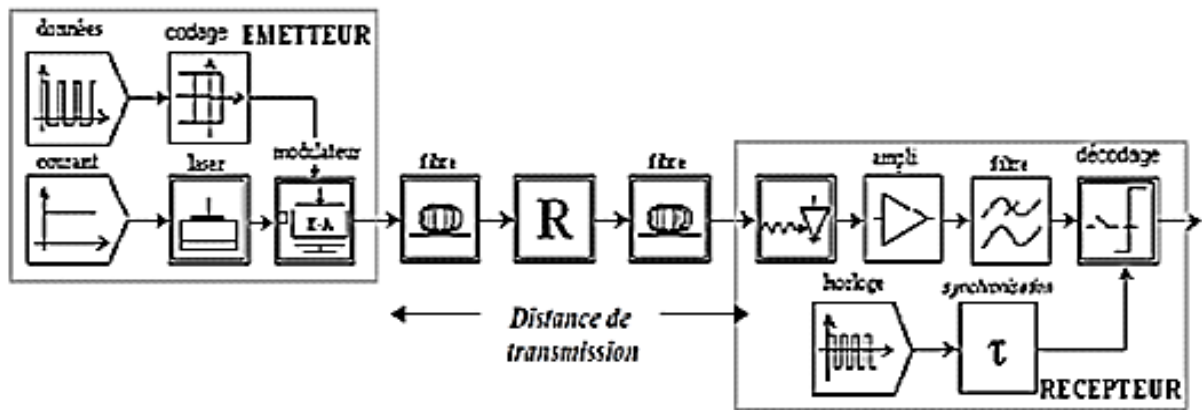 données
codage
EMETTEUR
courant
laser
modulateur
E-A
fibre
R
fibre
ampli
filtre
décodage
horloge
synchronisation
τ
RECEPTEUR
Distance de
transmission